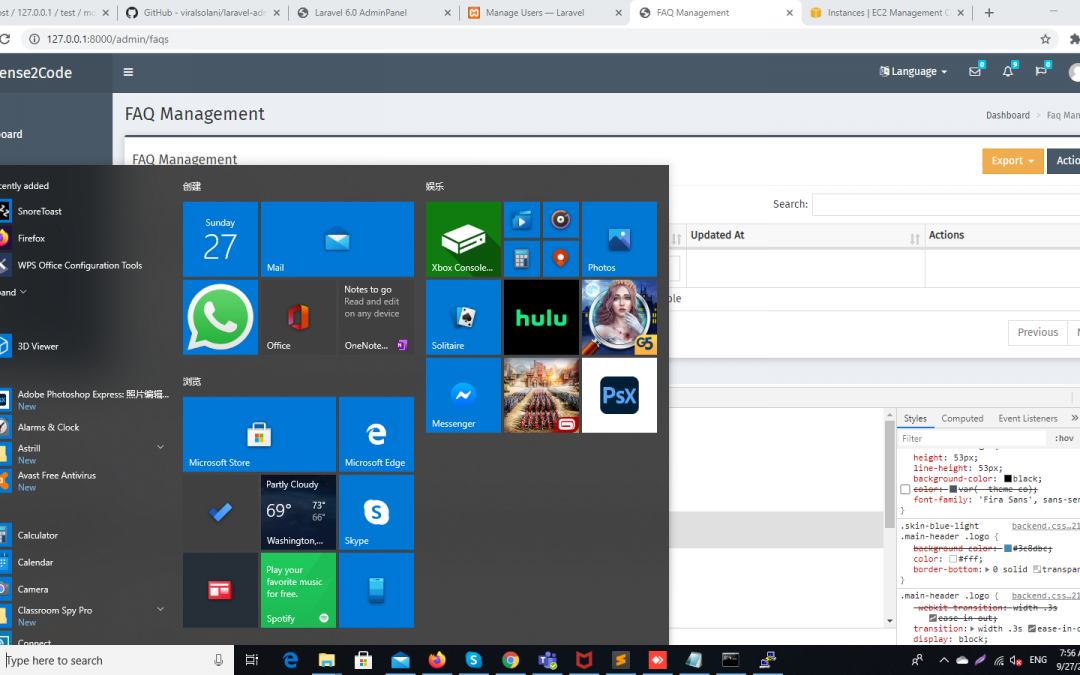 ost / 127.0.0.1 / test / mo
GitHub - viralsolani/laravel-adm
Laravel 6.0 AdminPanel
Manage Users — Laravel
FAQ Management
Instances | EC2 Management C
127.0.0.1:8000/admin/faqs
ense2Code
Language
0
9
0
oard
FAQ Management
Dashboard > Faq Man
FAQ Management
Export
Actio
Search:
Updated At
Actions
ble
Previous
N
cently added
SnoreToast
Firefox
WPS Office Configuration Tools
pand
3D Viewer
Adobe Photoshop Express: 照片编辑...
New
Alarms & Clock
Astrill
New
Avast Free Antivirus
New
Calculator
Calendar
Camera
Classroom Spy Pro
New
Connect
创建
Sunday
27
Mail
Office
Notes to go
Read and edit
on any device
OneNote...
浏览
Microsoft Store
Microsoft Edge
Partly Cloudy
69°
73°
66°
Washington,...
Skype
Play your
favorite music
for free.
Spotify
娱乐
Xbox Console...
Photos
Solitaire
hulu
G5
Messenger
PsX
Styles
Computed
Event Listeners
Filter
:hov
height: 53px;
line-height: 53px;
background-color: black;
color: var(--theme-co);
font-family: 'Fira Sans', sans-ser
}
.skin-blue-light
backend.css…21
.main-header .logo {
background-color: #3c8dbc;
color: #fff;
border-bottom: 0 solid transpar
}
.main-header .logo {
backend.css…21
-webkit-transition: width .3s
ease-in-out;
transition: width .3s ease-in-o
display: block;
Type here to search
ENG
7:56 A
9/27/2